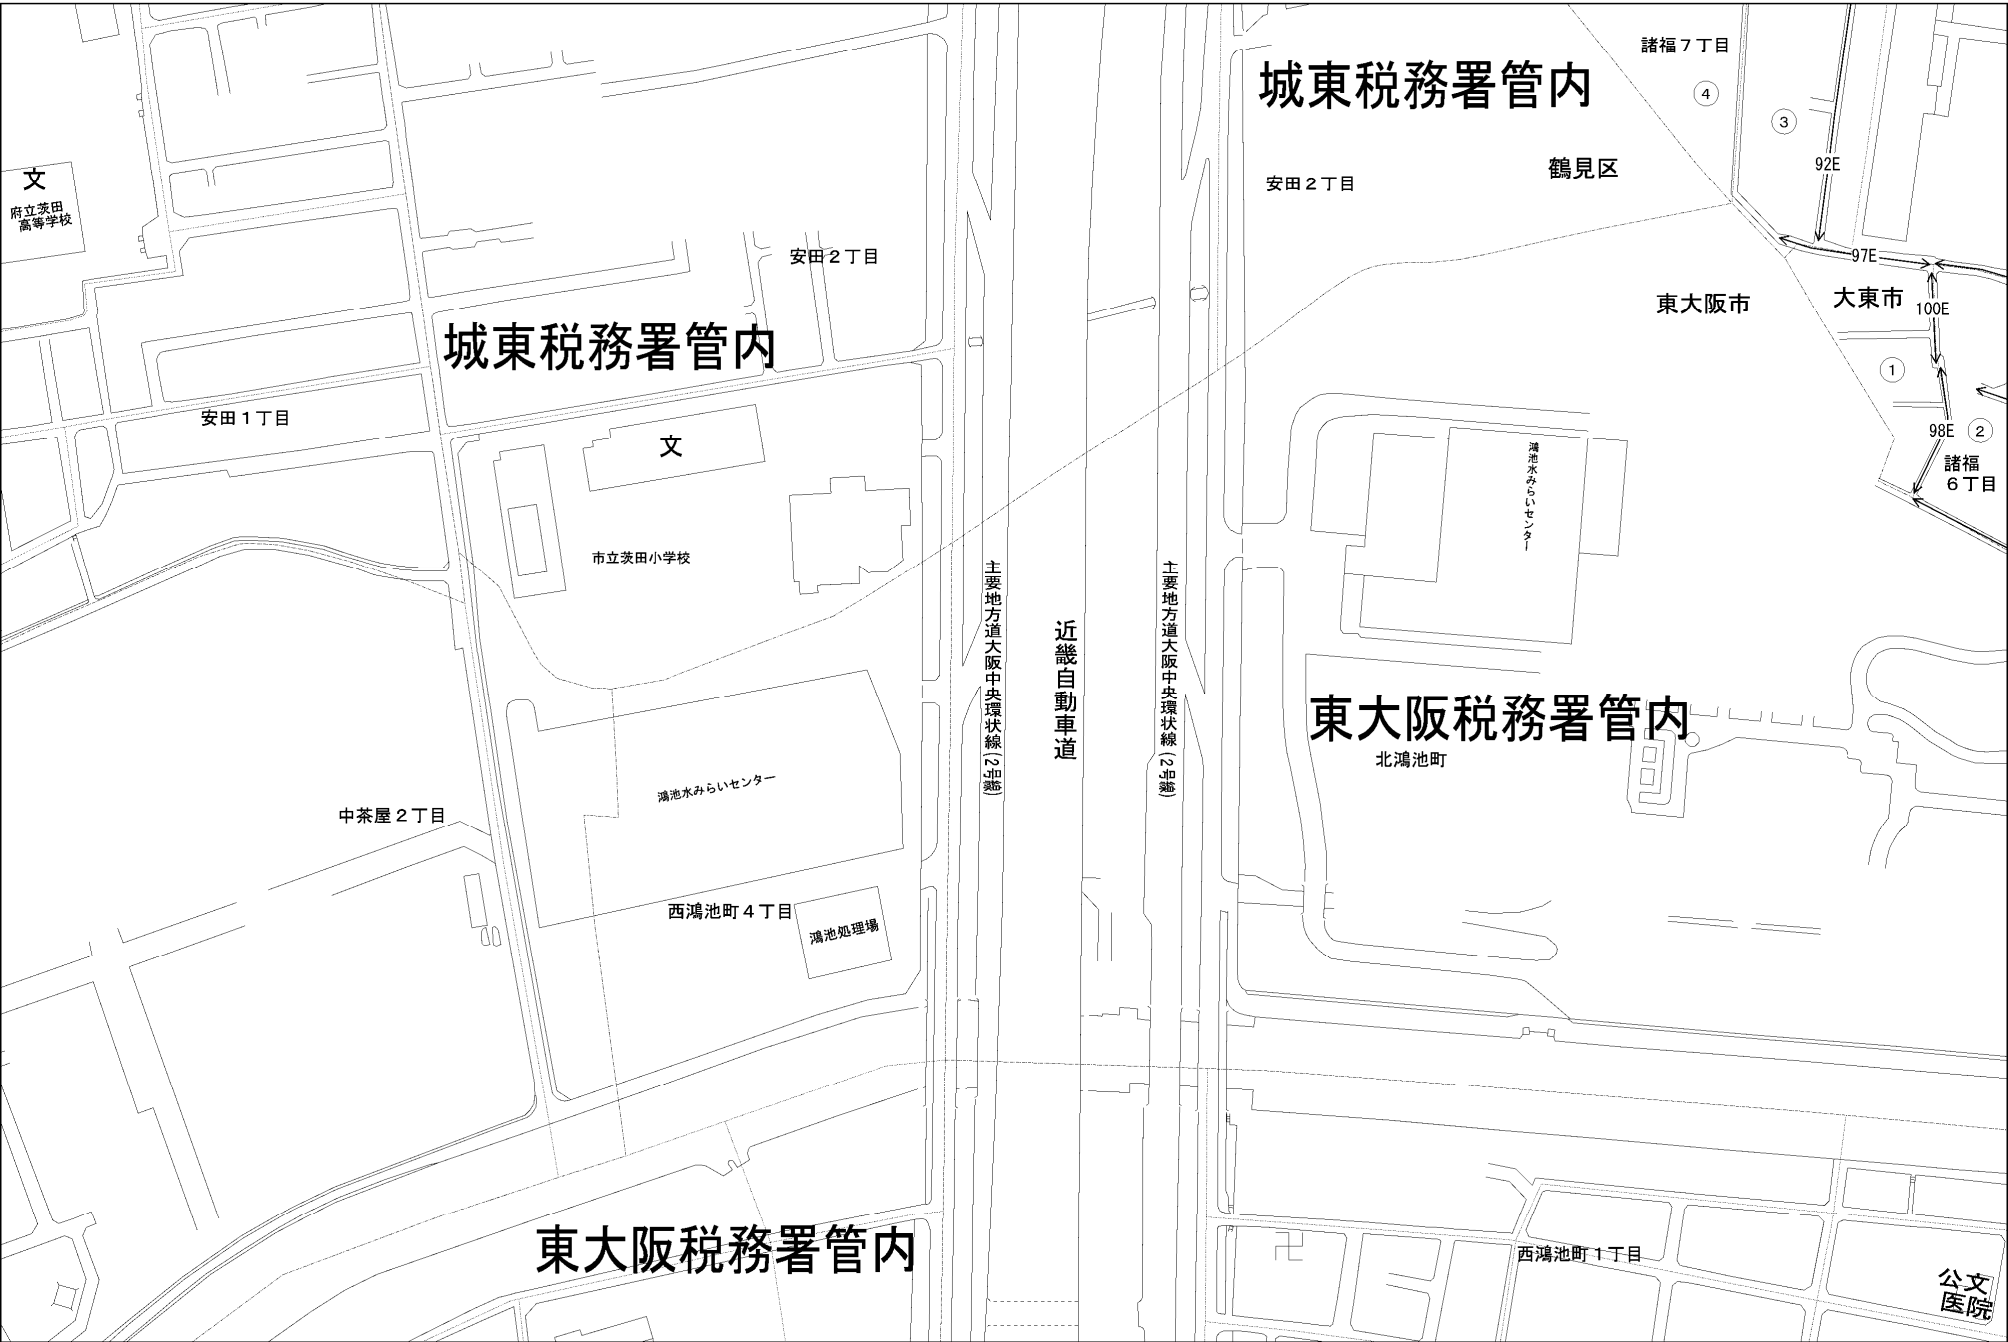 諸福７丁目
城東税務署管内
④
③
92E
鶴見区
文
安田２丁目
府立茨田
高等学校
安田２丁目
97E
東大阪市
大東市
100E
城東税務署管内
①
安田１丁目
98E
②
文
諸福
６丁目
鴻池水みらいセンター
市立茨田小学校
主要地方道大阪中央環状線(2号線)
近畿自動車道
主要地方道大阪中央環状線(2号線)
東大阪税務署管内
北鴻池町
鴻池水みらいセンター
中茶屋２丁目
西鴻池町４丁目
鴻池処理場
東大阪税務署管内
西鴻池町１丁目
公文
医院